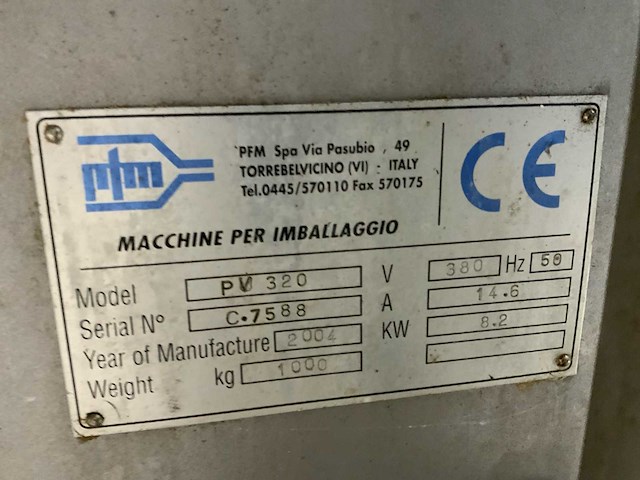 pfm
PFM Spa Via Pasubio , 49
TORREBELVICINO (VI) - ITALY
Tel.0445/570110 Fax 570175
CE
MACCHINE PER IMBALLAGGIO
Model PV 320
Serial Nº C.7588
Year of Manufacture 2004
Weight kg 1000
V 380 Hz 50
A 14.6
KW 8.2